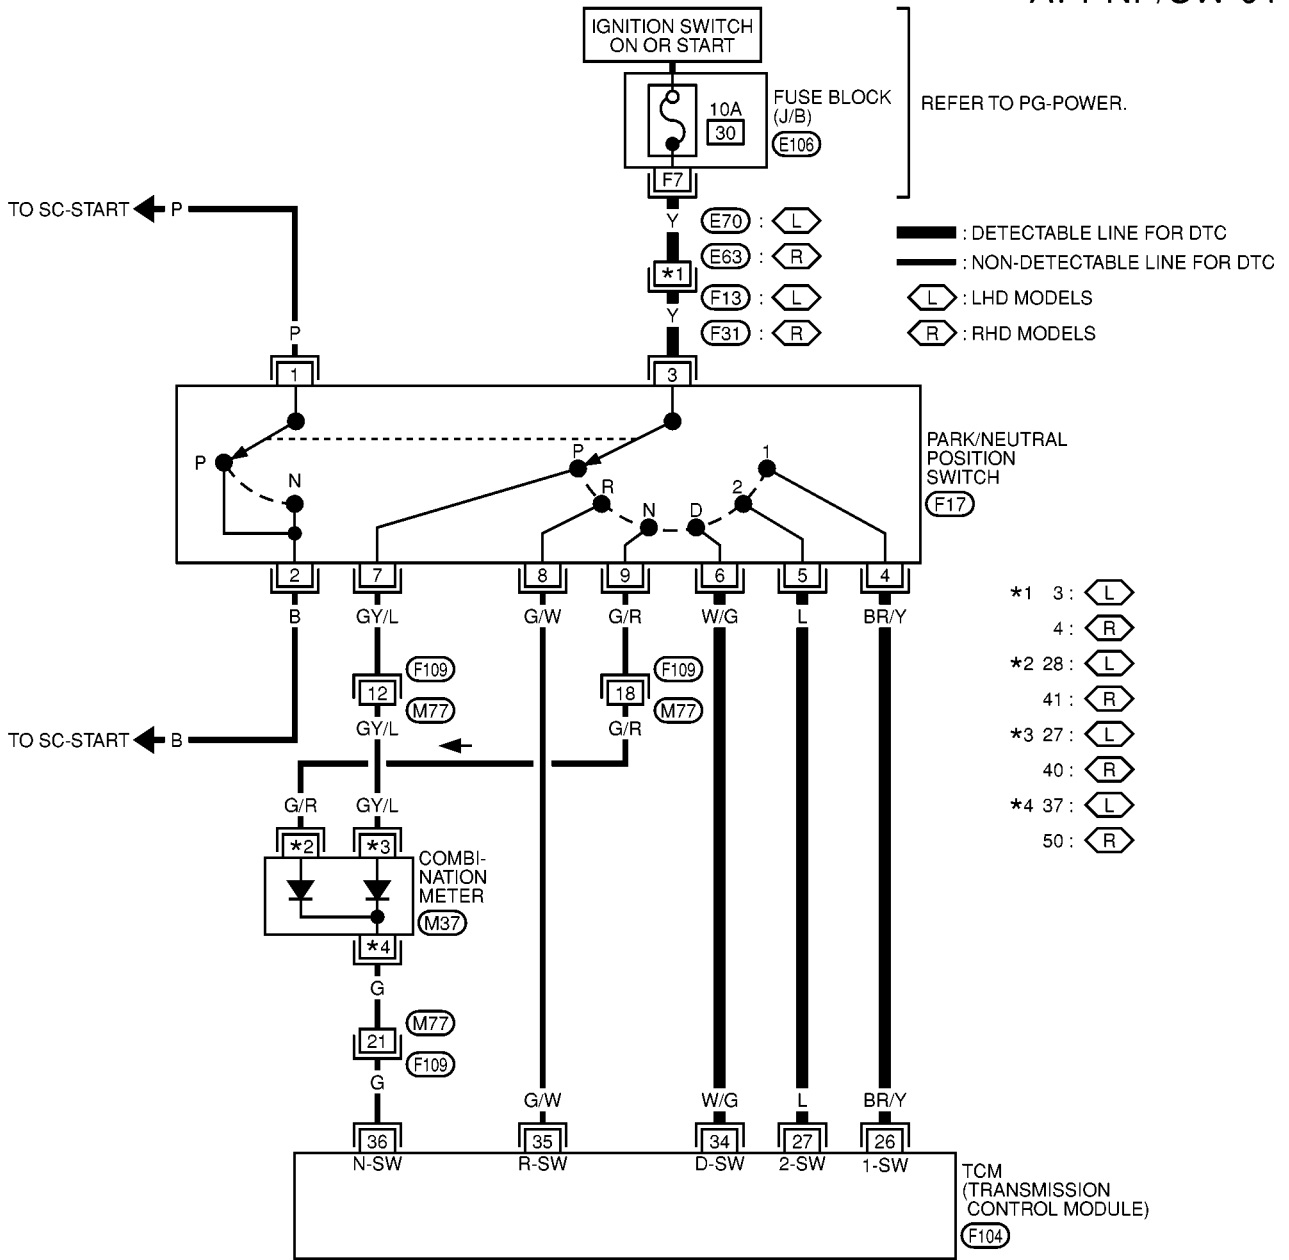 IGNITION SWITCH
ON OR START
10A
30
FUSE BLOCK
(J/B)
E106
REFER TO PG-POWER.
F7
TO SC-START
P
Y
E70 : L
E63 : R
*1
F13 : L
Y
F31 : R
: DETECTABLE LINE FOR DTC
: NON-DETECTABLE LINE FOR DTC
L : LHD MODELS
R : RHD MODELS
P
1
3
P
N
P
R
N
D
2
1
PARK/NEUTRAL
POSITION
SWITCH
F17
2
7
8
9
6
5
4
B
GY/L
G/W
G/R
W/G
L
BR/Y
*1 3 : L
4 : R
*2 28 : L
41 : R
*3 27 : L
40 : R
*4 37 : L
50 : R
F109
12
M77
GY/L
F109
18
M77
G/R
TO SC-START
B
G/R
GY/L
*2
*3
COMBI-
NATION
METER
M37
*4
G
M77
21
F109
G
G/W
W/G
L
BR/Y
36
35
34
27
26
N-SW
R-SW
D-SW
2-SW
1-SW
TCM
(TRANSMISSION
CONTROL MODULE)
F104